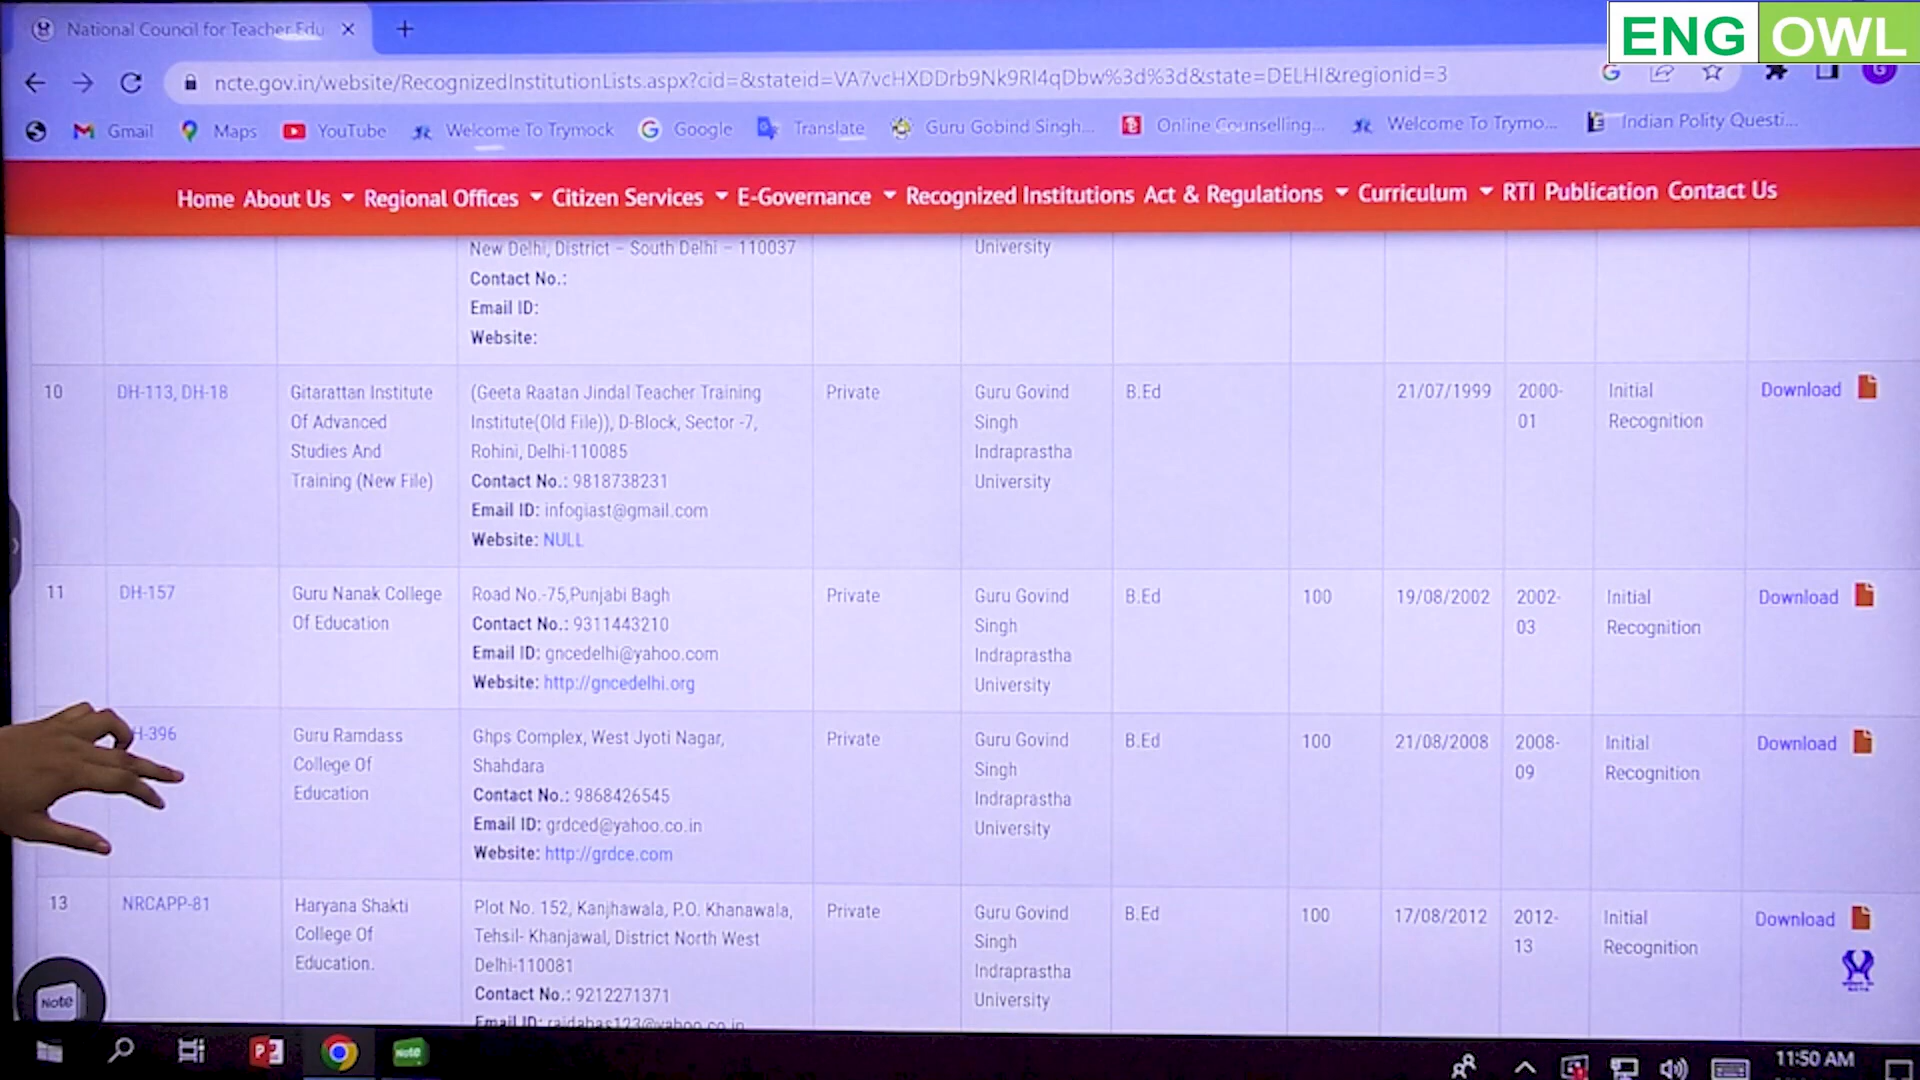 National Council for Teacher Edu
ENG OWL
ncte.gov.in/website/RecognizedInstitutionLists.aspx?cid=&stateid=VA7vcHXDDrb9Nk9RI4qDbw%3d%3d&state=DELHI&regionid=3
Gmail Maps YouTube Welcome To Trymock Google Translate Guru Gobind Singh... Online Counselling... Welcome To Trymo... Indian Polity Questi...
Home About Us Regional Offices Citizen Services E-Governance Recognized Institutions Act & Regulations Curriculum RTI Publication Contact Us
New Delhi, District – South Delhi – 110037
Contact No.:
Email ID:
Website:
University
10
DH-113, DH-18
Gitarattan Institute
Of Advanced
Studies And
Training (New File)
(Geeta Raatan Jindal Teacher Training
Institute(Old File)), D-Block, Sector -7,
Rohini, Delhi-110085
Contact No.: 9818738231
Email ID: infogiast@gmail.com
Website: NULL
Private
Guru Govind
Singh
Indraprastha
University
B.Ed
21/07/1999
2000-
01
Initial
Recognition
Download
11
DH-157
Guru Nanak College
Of Education
Road No.-75,Punjabi Bagh
Contact No.: 9311443210
Email ID: gncedelhi@yahoo.com
Website: http://gncedelhi.org
Private
Guru Govind
Singh
Indraprastha
University
B.Ed
100
19/08/2002
2002-
03
Initial
Recognition
Download
H-396
Guru Ramdass
College Of
Education
Ghps Complex, West Jyoti Nagar,
Shahdara
Contact No.: 9868426545
Email ID: grdced@yahoo.co.in
Website: http://grdce.com
Private
Guru Govind
Singh
Indraprastha
University
B.Ed
100
21/08/2008
2008-
09
Initial
Recognition
Download
13
NRCAPP-81
Haryana Shakti
College Of
Education.
Plot No. 152, Kanjhawala, P.O. Khanawala,
Tehsil- Khanjawal, District North West
Delhi-110081
Contact No.: 9212271371
Email ID: rajdabas123@yahoo.co.in
Private
Guru Govind
Singh
Indraprastha
University
B.Ed
100
17/08/2012
2012-
13
Initial
Recognition
Download
Note
Note
11:50 AM